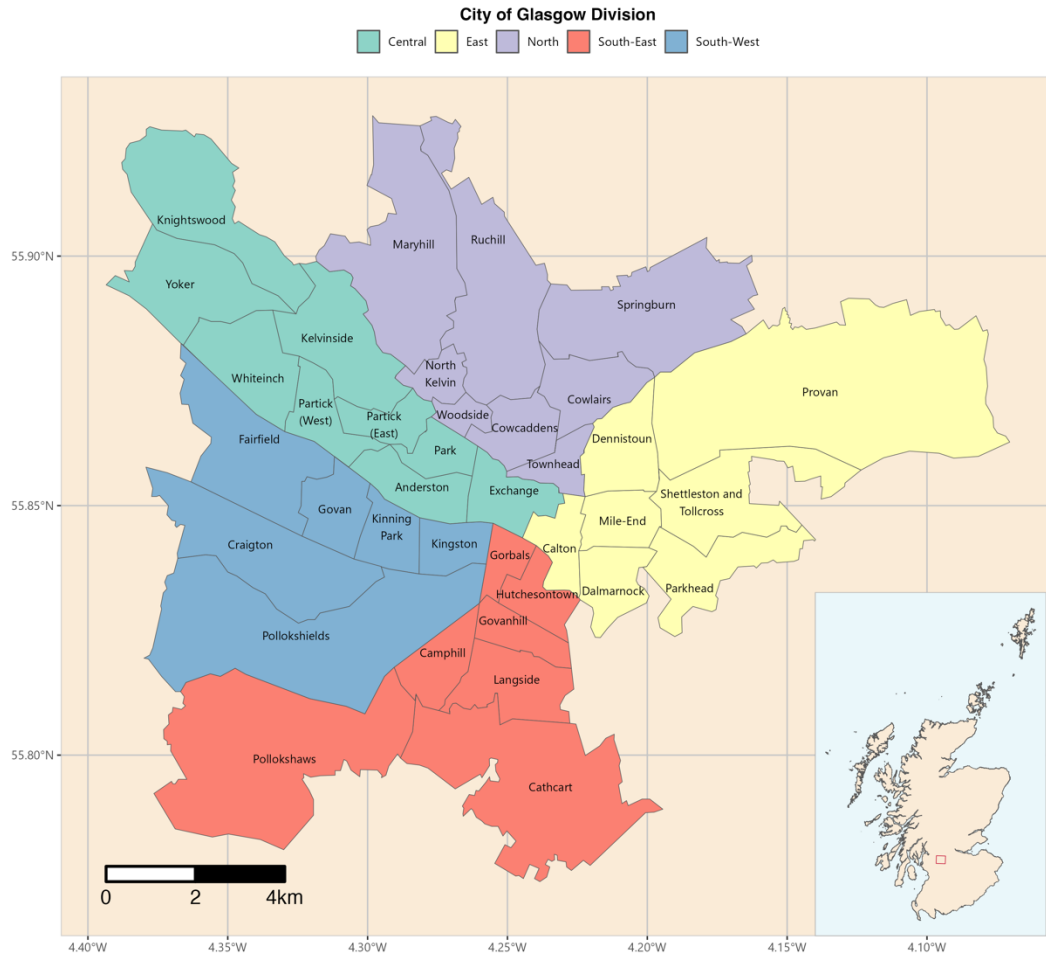 City of Glasgow Division
Central East North South-East South-West
Knightswood
Maryhill
Ruchill
55.90°N
Yoker
Springburn
Kelvinside
North
Kelvin
Whiteinch
Provan
Cowlairs
Partick
(West)
Partick
(East)
Woodside
Cowcaddens
Fairfield
Dennistoun
Park
Townhead
Anderston
Exchange
Shettleston and
Tollcross
55.85°N
Govan
Kinning
Park
Mile-End
Craigton
Kingston
Gorbals
Calton
Hutchesontown
Dalmarnock
Parkhead
Govanhill
Pollokshields
Camphill
Langside
55.80°N
Pollokshaws
Cathcart
0 2 4km
4.40°W 4.35°W 4.30°W 4.25°W 4.20°W 4.15°W 4.10°W